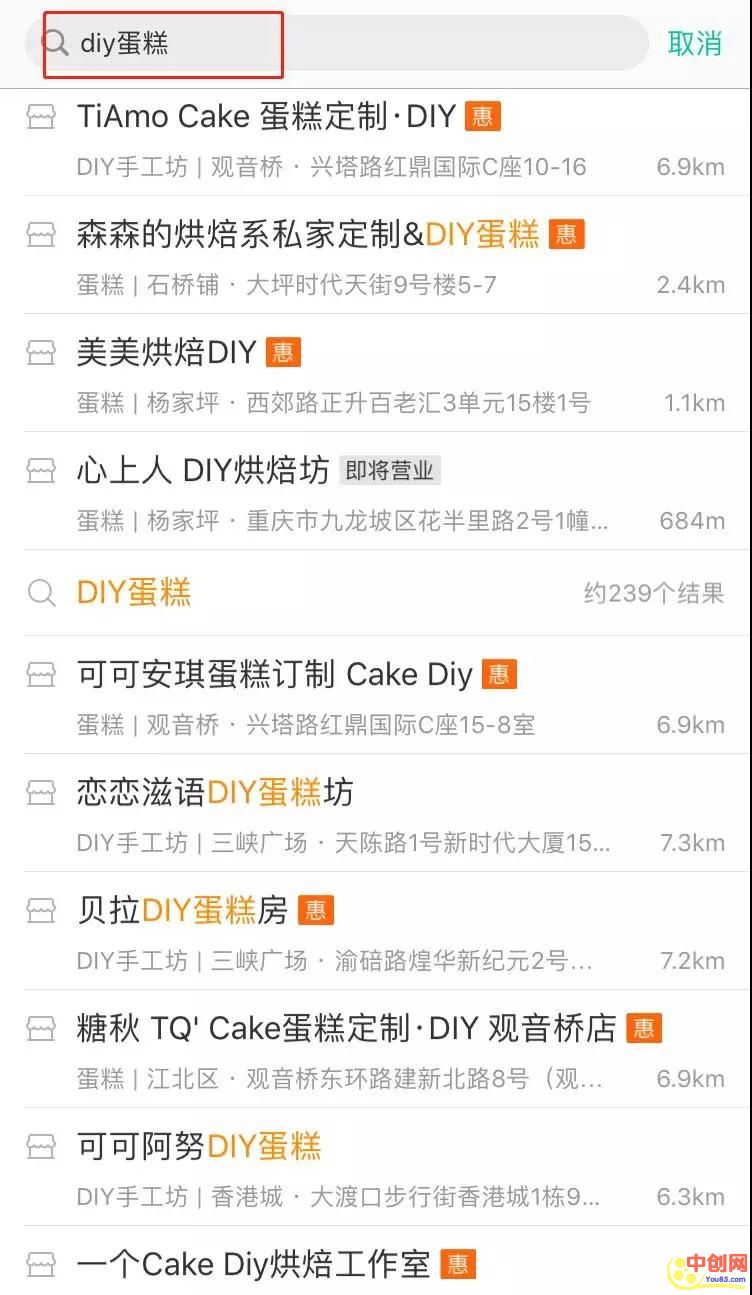 diy蛋糕 取消
TiAmo Cake 蛋糕定制·DIY 惠
DIY手工坊 | 观音桥 · 兴塔路红鼎国际C座10-16 6.9km
森森的烘焙系私家定制&DIY蛋糕 惠
蛋糕 | 石桥铺 · 大坪时代天街9号楼5-7 2.4km
美美烘焙DIY 惠
蛋糕 | 杨家坪 · 西郊路正升百老汇3单元15楼1号 1.1km
心上人 DIY烘焙坊 即将营业
蛋糕 | 杨家坪 · 重庆市九龙坡区花半里路2号1幢... 684m
DIY蛋糕 约239个结果
可可安琪蛋糕订制 Cake Diy 惠
蛋糕 | 观音桥 · 兴塔路红鼎国际C座15-8室 6.9km
恋恋滋语DIY蛋糕坊
DIY手工坊 | 三峡广场 · 天陈路1号新时代大厦15... 7.3km
贝拉DIY蛋糕房 惠
DIY手工坊 | 三峡广场 · 渝碚路煌华新纪元2号... 7.2km
糖秋 TQ' Cake蛋糕定制·DIY 观音桥店 惠
蛋糕 | 江北区 · 观音桥东环路建新北路8号（观... 6.9km
可可阿努DIY蛋糕
DIY手工坊 | 香港城 · 大渡口步行街香港城1栋9... 6.3km
一个Cake Diy烘焙工作室 惠
中创网
You85.com